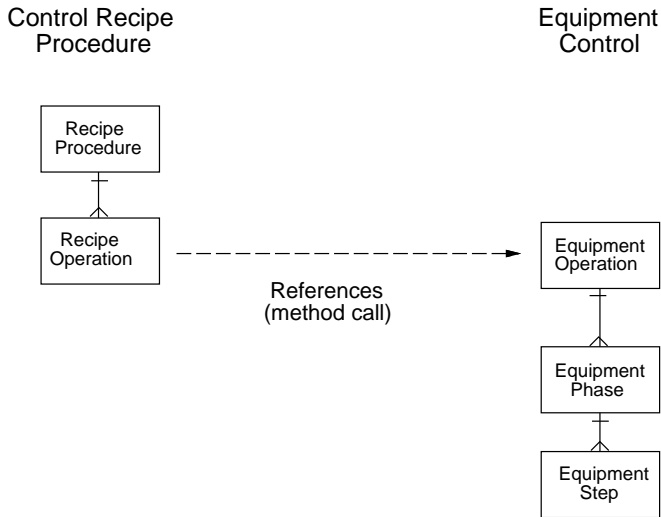 Control Recipe
Procedure
Equipment
Control
Recipe
Procedure
Recipe
Operation
References
(method call)
Equipment
Operation
Equipment
Phase
Equipment
Step